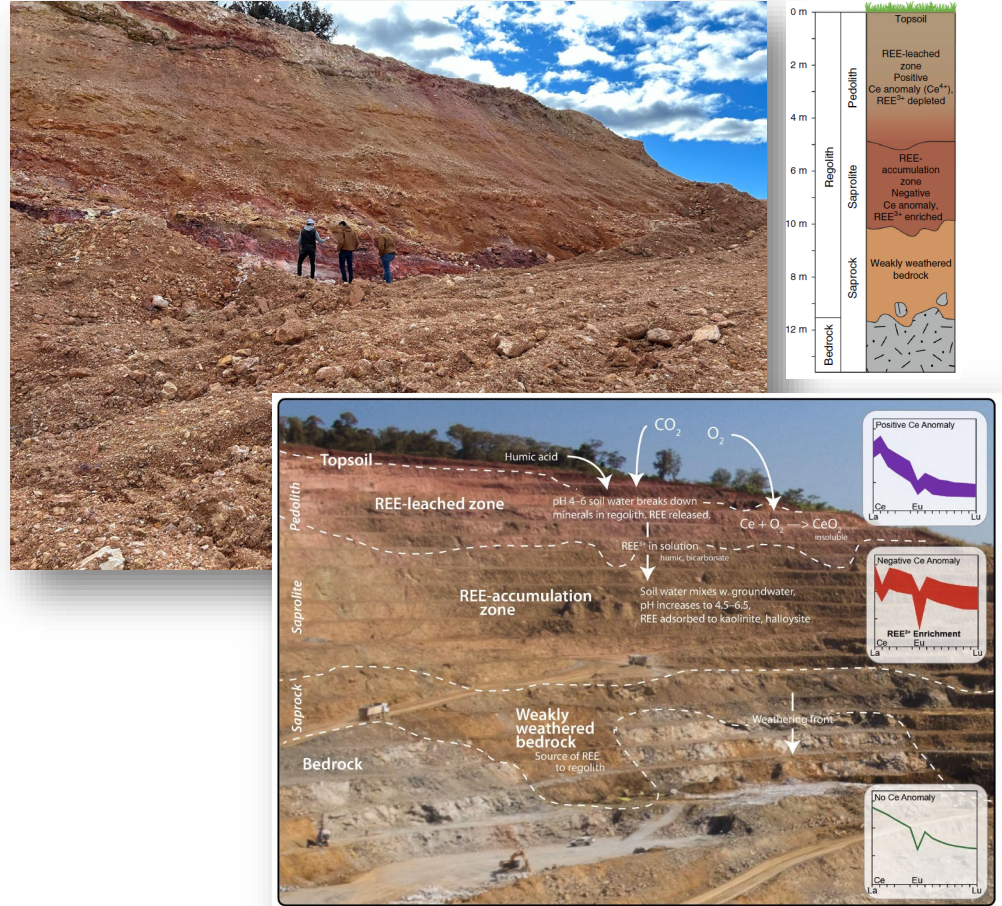 0 m
2 m
4 m
6 m
10 m
8 m
12 m
Regolith
Bedrock
Pedolith
Saprolite
Saprock
Topsoil
REE-leached
zone
Positive
Ce anomaly (Ce⁴⁺),
REE³⁺ depleted
REE-
accumulation
zone
Negative
Ce anomaly,
REE³⁺ enriched
Weakly weathered
bedrock
CO₂
O₂
Humic acid
Topsoil
Pedolith
REE-leached zone
pH 4–6 soil water breaks down
minerals in regolith. REE released.
Ce + O₂ —> CeO₂
insoluble
REE³⁺ in solution
humic, bicarbonate
Saprolite
REE-accumulation
zone
Soil water mixes w. groundwater,
pH increases to 4.5–6.5,
REE adsorbed to kaolinite, halloysite
Saprock
Weakly
weathered
bedrock
Source of REE
to regolith
Weathering front
Bedrock
Positive Ce Anomaly
Ce
Eu
La
Lu
Negative Ce Anomaly
REE³⁺ Enrichment
Ce
Eu
La
Lu
No Ce Anomaly
Ce
Eu
La
Lu